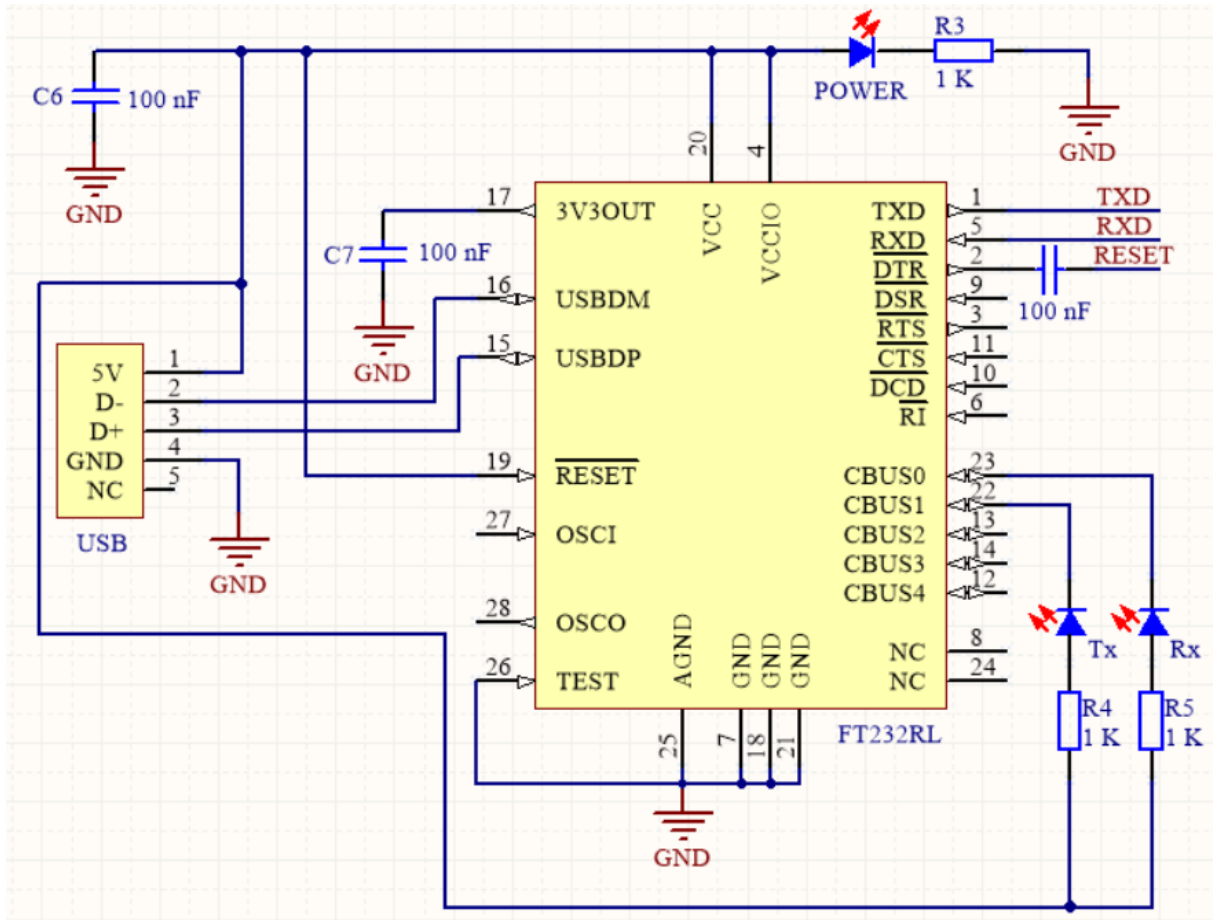 R3
1 K
POWER
GND
C6
100 nF
GND
20
4
17
3V3OUT
VCC
VCCIO
TXD
1
TXD
RXD
5
RXD
DTR
2
RESET
100 nF
C7
100 nF
GND
16
USBDM
DSR
9
RTS
3
15
USBDP
CTS
11
DCD
10
RI
6
5V
1
D-
2
D+
3
GND
4
NC
5
USB
GND
19
RESET
CBUS0
23
CBUS1
22
27
OSCI
CBUS2
13
CBUS3
14
CBUS4
12
28
OSCO
26
TEST
AGND
GND
GND
GND
NC
8
NC
24
Tx
Rx
R4
1 K
R5
1 K
25
7
18
21
FT232RL
GND